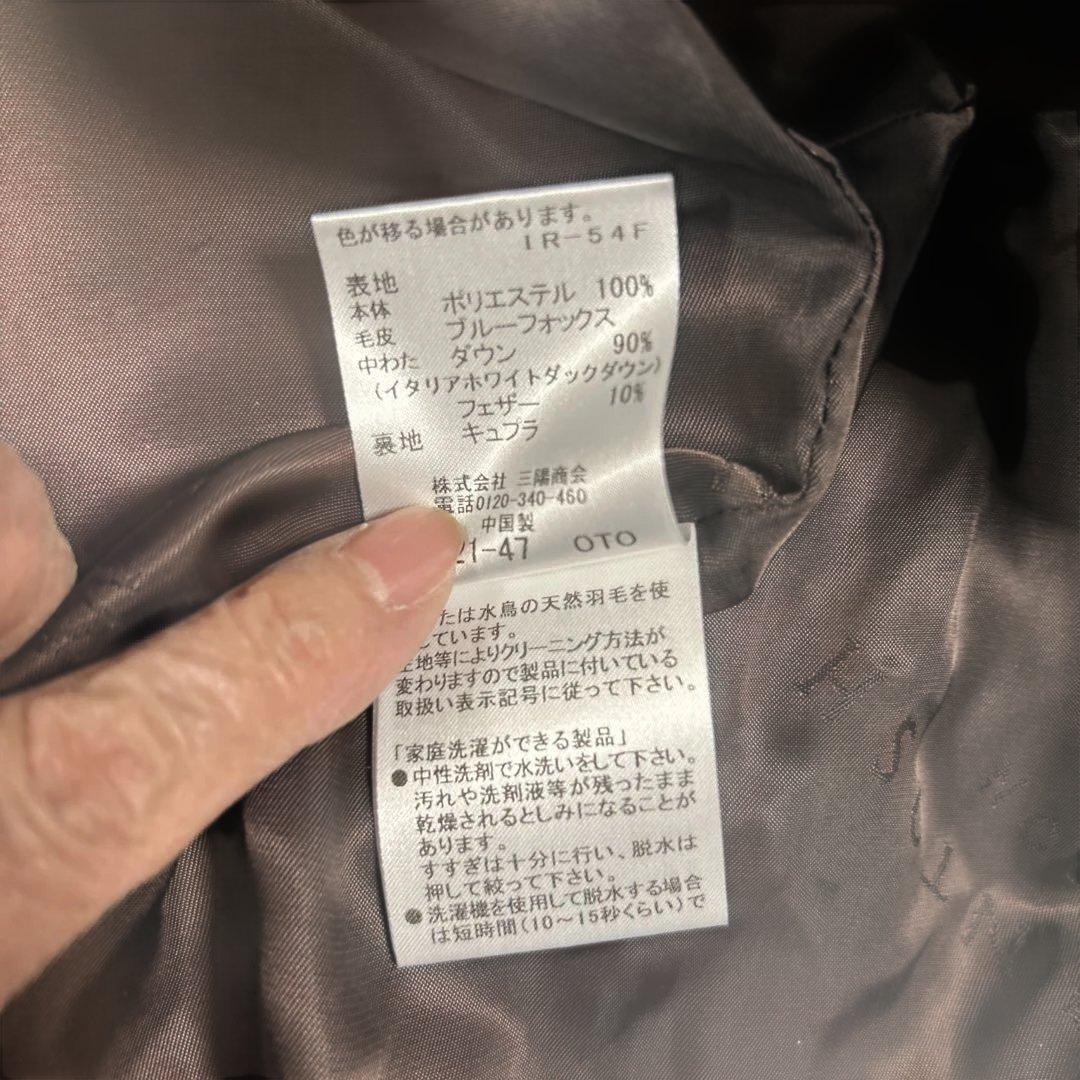 色が移る場合があります。
IR-54F
表地
本体 ポリエステル 100%
毛皮 ブルーフォックス
中わた ダウン 90%
(イタリアホワイトダックダウン)
フェザー 10%
裏地 キュプラ
株式会社 三陽商会
電話0120-340-460
中国製
21-47 OTO
たは水鳥の天然羽毛を使
しています。
地等によりクリーニング方法が
変わりますので製品に付いている
取扱い表示記号に従って下さい。
「家庭洗濯ができる製品」
●中性洗剤で水洗いをして下さい。
汚れや洗剤液等が残ったまま
乾燥されるとしみになることが
あります。
すすぎは十分に行い、脱水は
押して絞って下さい。
●洗濯機を使用して脱水する場合
は短時間(10～15秒くらい)で